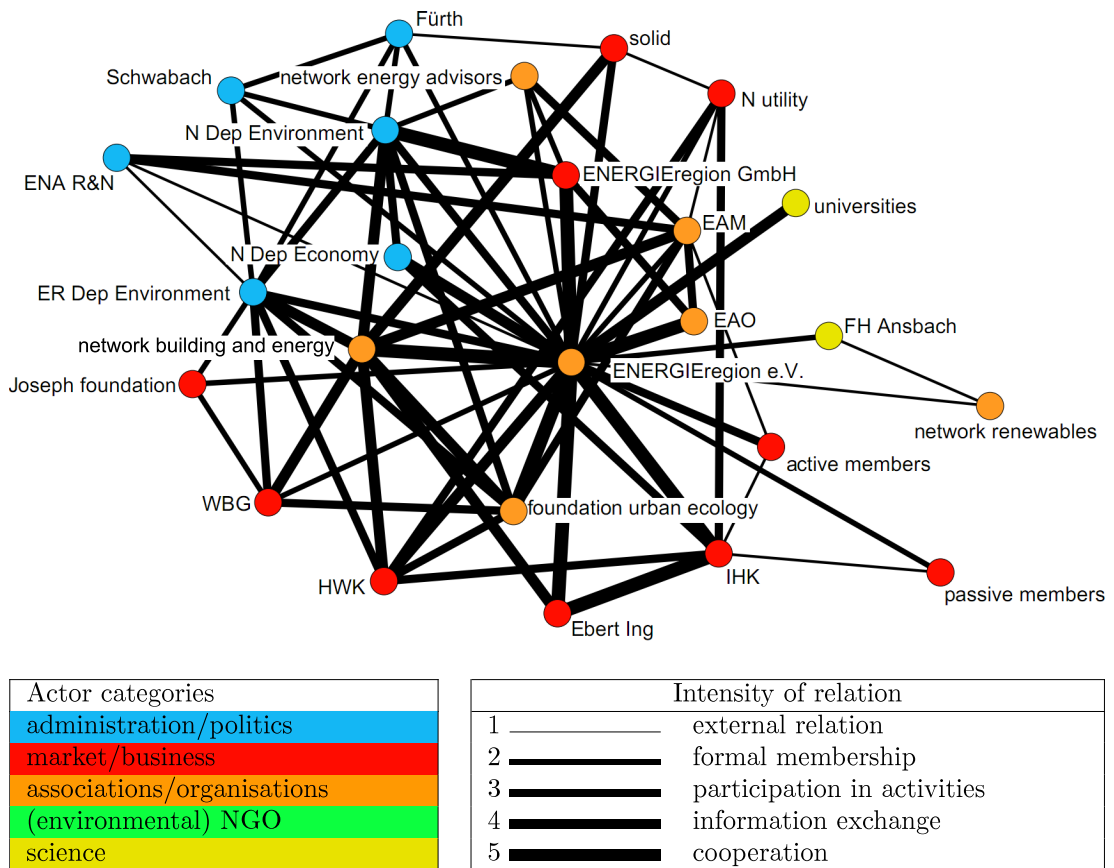 Fürth
solid
Schwabach
network energy advisors
N utility
N Dep Environment
ENERGIEregion GmbH
ENA R&N
universities
EAM
N Dep Economy
ER Dep Environment
EAO
FH Ansbach
network building and energy
ENERGIEregion e.V.
Joseph foundation
network renewables
active members
WBG
foundation urban ecology
HWK
IHK
passive members
Ebert Ing
Actor categories
administration/politics
market/business
associations/organisations
(environmental) NGO
science
Intensity of relation
1 external relation
2 formal membership
3 participation in activities
4 information exchange
5 cooperation